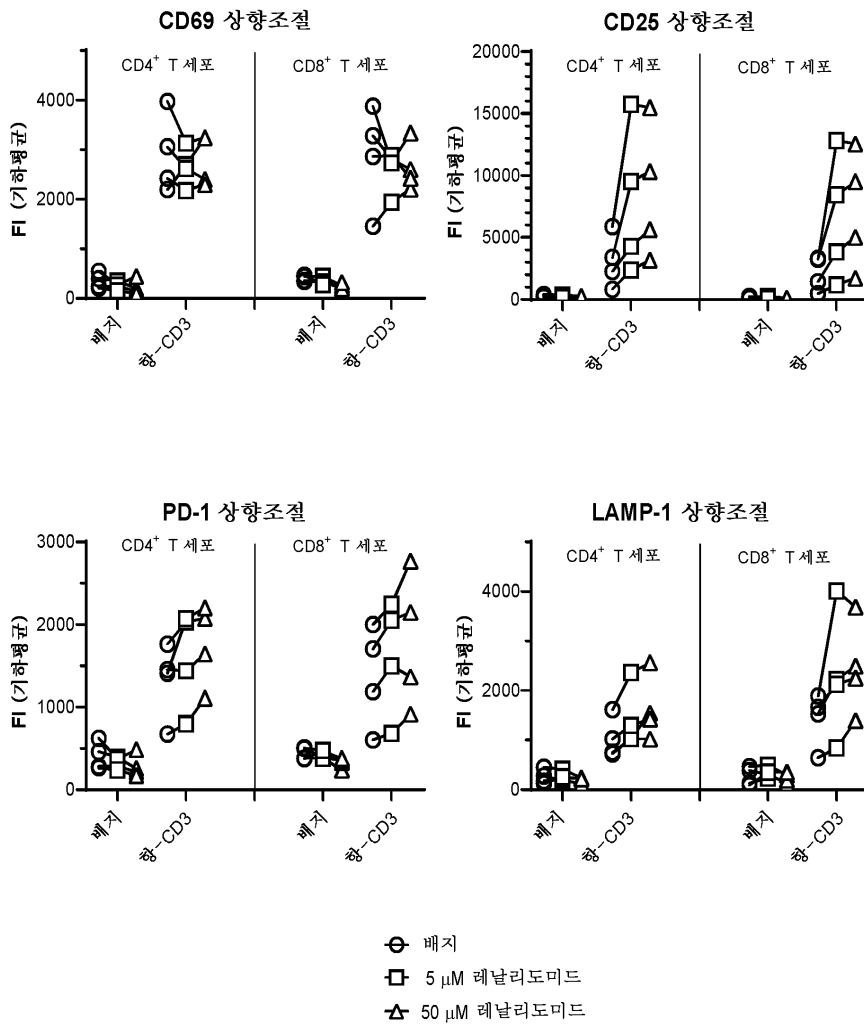 CD69 상향조절
CD4+ T 세포
CD8+ T 세포
FI (기하평균)
4000
2000
0
배지
항-CD3
배지
항-CD3
CD25 상향조절
CD4+ T 세포
CD8+ T 세포
FI (기하평균)
20000
15000
10000
5000
0
배지
항-CD3
배지
항-CD3
PD-1 상향조절
CD4+ T 세포
CD8+ T 세포
FI (기하평균)
3000
2000
1000
0
배지
항-CD3
배지
항-CD3
LAMP-1 상향조절
CD4+ T 세포
CD8+ T 세포
FI (기하평균)
4000
2000
0
배지
항-CD3
배지
항-CD3
배지
5 μM 레날리도미드
50 μM 레날리도미드